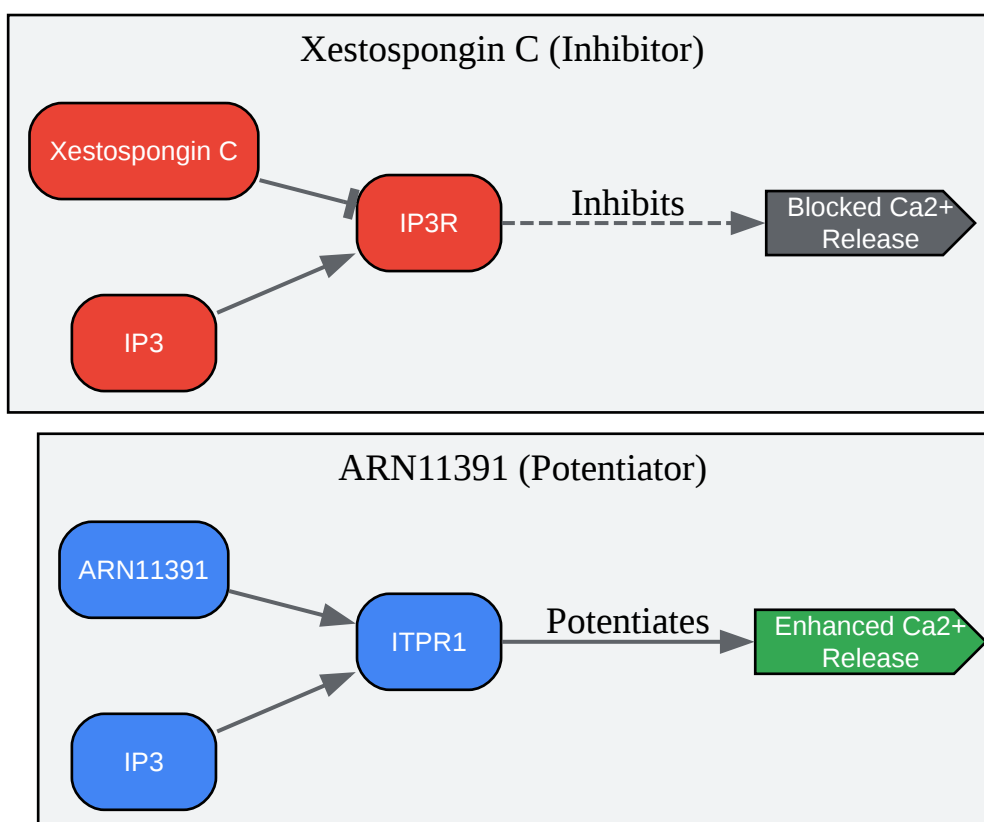 Xestospongin C (Inhibitor)
Xestospongin C
IP3R
Inhibits
Blocked Ca2+
Release
IP3
ARN11391 (Potentiator)
ARN11391
ITPR1
Potentiates
Enhanced Ca2+
Release
IP3